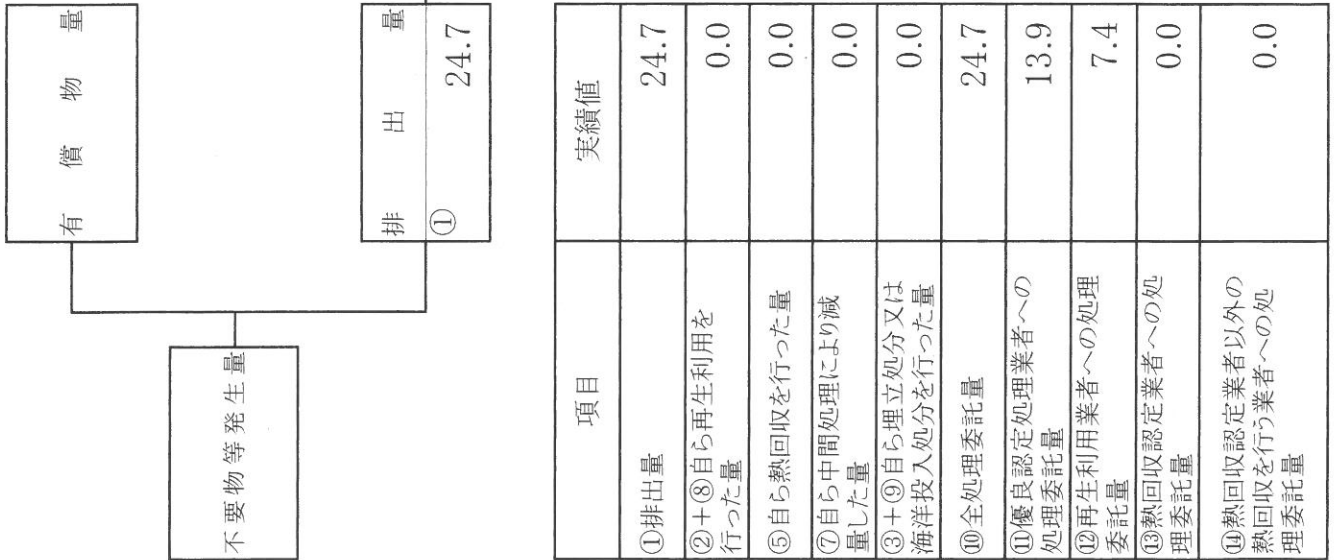 不要物等発生量
有償物量
排出量
① 24.7
項目 実績値
①排出量 24.7
②+⑧自ら再生利用を
行った量 0.0
⑤自ら熱回収を行った量 0.0
⑦自ら中間処理により減
量した量 0.0
③+⑨自ら埋立処分又は
海洋投入処分を行った量 0.0
⑩全処理委託量 24.7
⑪優良認定処理業者への
処理委託量 13.9
⑫再生利用業者への処理
委託量 7.4
⑬熱回収認定業者への処
理委託量 0.0
⑭熱回収認定業者以外の
熱回収を行う業者への処
理委託量 0.0